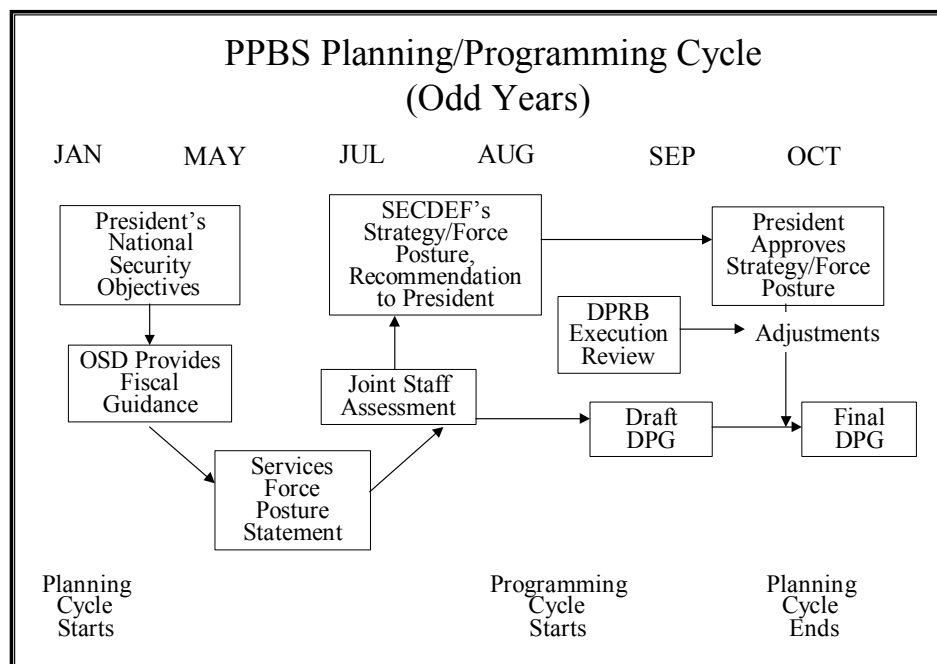 PPBS Planning/Programming Cycle
(Odd Years)
JAN MAY JUL AUG SEP OCT
President's
National
Security
Objectives
SECDEF's
Strategy/Force
Posture,
Recommendation
to President
President
Approves
Strategy/Force
Posture
DPRB
Execution
Review
Adjustments
OSD Provides
Fiscal
Guidance
Joint Staff
Assessment
Draft
DPG
Final
DPG
Services
Force
Posture
Statement
Planning
Cycle
Starts
Programming
Cycle
Starts
Planning
Cycle
Ends